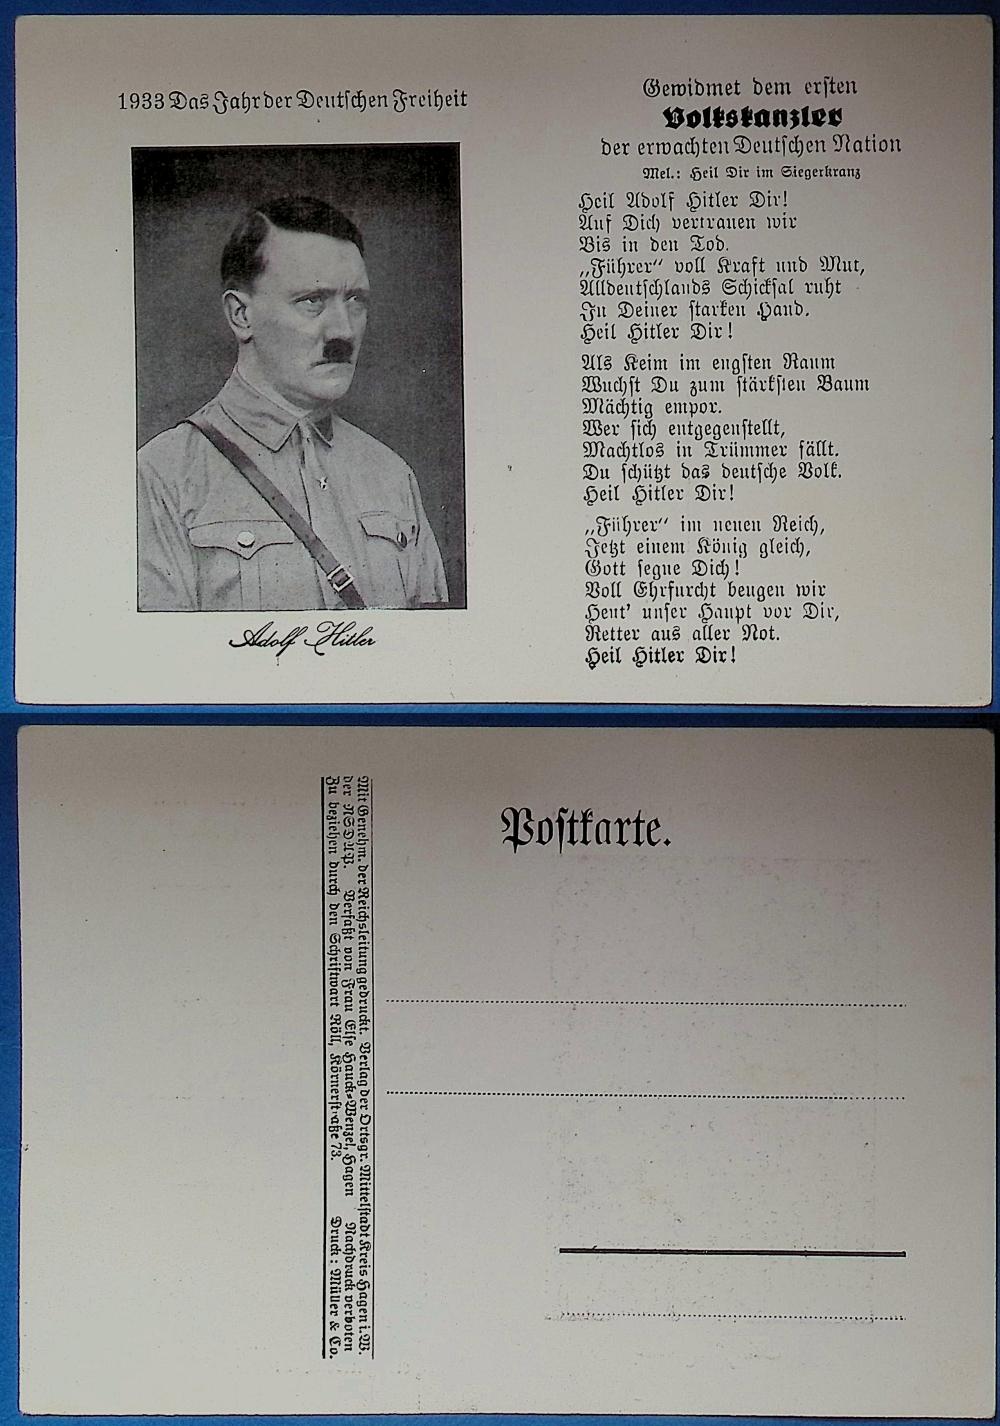 1933 Das Jahr der Deutschen Freiheit
Adolf Hitler
Gewidmet dem ersten
Volkskanzler
der erwachten Deutschen Nation
Mel.: Heil Dir im Siegerkranz
Heil Adolf Hitler Dir!
Auf Dich vertrauen wir
Bis in den Tod.
„Führer“ voll Kraft und Mut,
Alldeutschlands Schicksal ruht
In Deiner starken Hand.
Heil Hitler Dir!
Als Keim im engsten Raum
Wuchst Du zum stärksten Baum
Mächtig empor.
Wer sich entgegenstellt,
Machtlos in Trümmer fällt.
Du schützt das deutsche Volk.
Heil Hitler Dir!
„Führer“ im neuen Reich,
Jetzt einem König gleich,
Gott segne Dich!
Voll Ehrfurcht beugen wir
Heut' unser Haupt vor Dir,
Retter aus aller Not.
Heil Hitler Dir!
Postkarte.
Mit Genehm. der Reichsleitung gedruckt. Verlag der Ortsgr. Mittelstadt Kreis Hagen i. W.
der NSDAP. Verfaßt von Frau Else Hauck-Wenzel, Hagen Nachdruck verboten
Zu beziehen durch den Schriftwart Röll, Körnerstraße 73. Druck: Müller & Co.